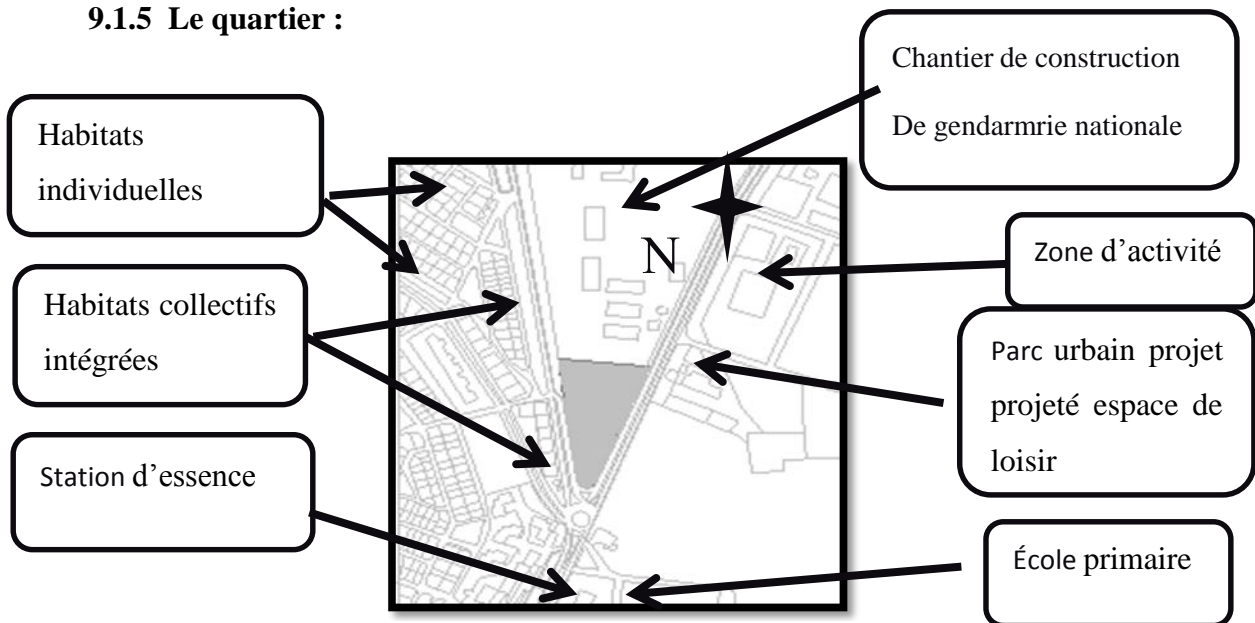 9.1.5 Le quartier :
Chantier de construction
De gendarmrie nationale
Habitats
individuelles
N
Zone d’activité
Habitats collectifs
intégrées
Parc urbain projet
projeté espace de
loisir
Station d’essence
École primaire